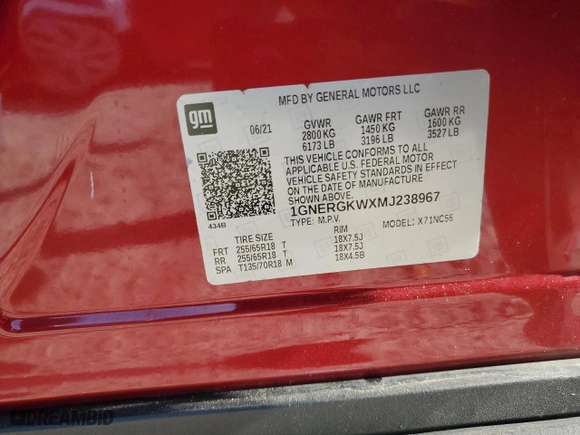 gm
MFD BY GENERAL MOTORS LLC
06/21 GVWR GAWR FRT GAWR RR
2800 KG 1450 KG 1600 KG
6173 LB 3196 LB 3527 LB
THIS VEHICLE CONFORMS TO ALL
APPLICABLE U.S. FEDERAL MOTOR
VEHICLE SAFETY STANDARDS IN EFFECT
ON THE DATE OF MANUFACTURE SHOWN ABOVE.
1GNERGKWXMJ238967
434B TYPE: M.P.V. MODEL: X71NC56
TIRE SIZE RIM
FRT 255/65R18 T 18X7.5J
RR 255/65R18 T 18X7.5J
SPA T135/70R18 M 18X4.5B
DREAMBID